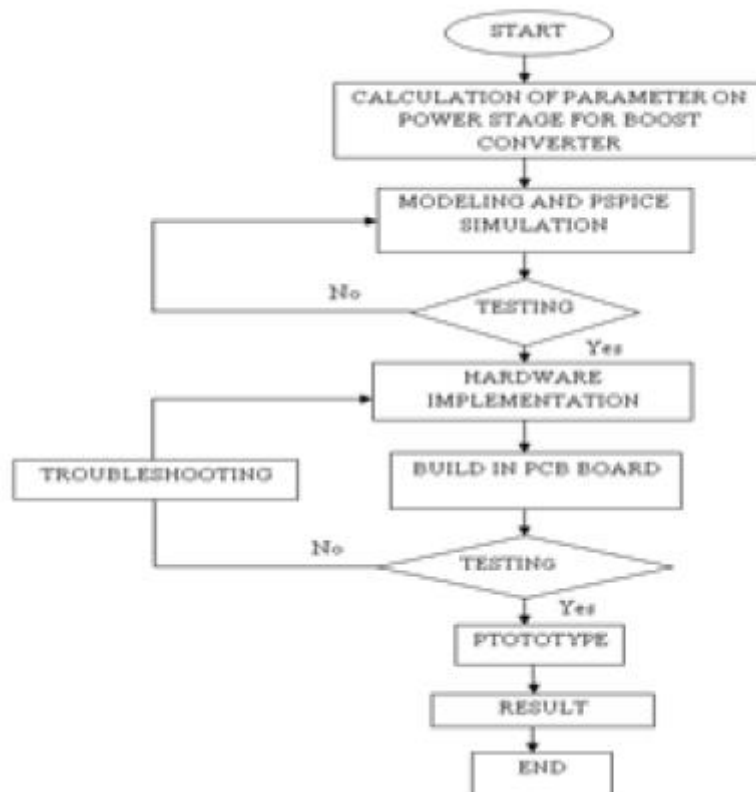 START
CALCULATION OF PARAMETER ON
POWER STAGE FOR BOOST
CONVERTER
MODELING AND PSPICE
SIMULATION
No
TESTING
Yes
HARDWARE
IMPLEMENTATION
TROUBLESHOOTING
BUILD IN PCB BOARD
No
TESTING
Yes
PTOTOTYPE
RESULT
END